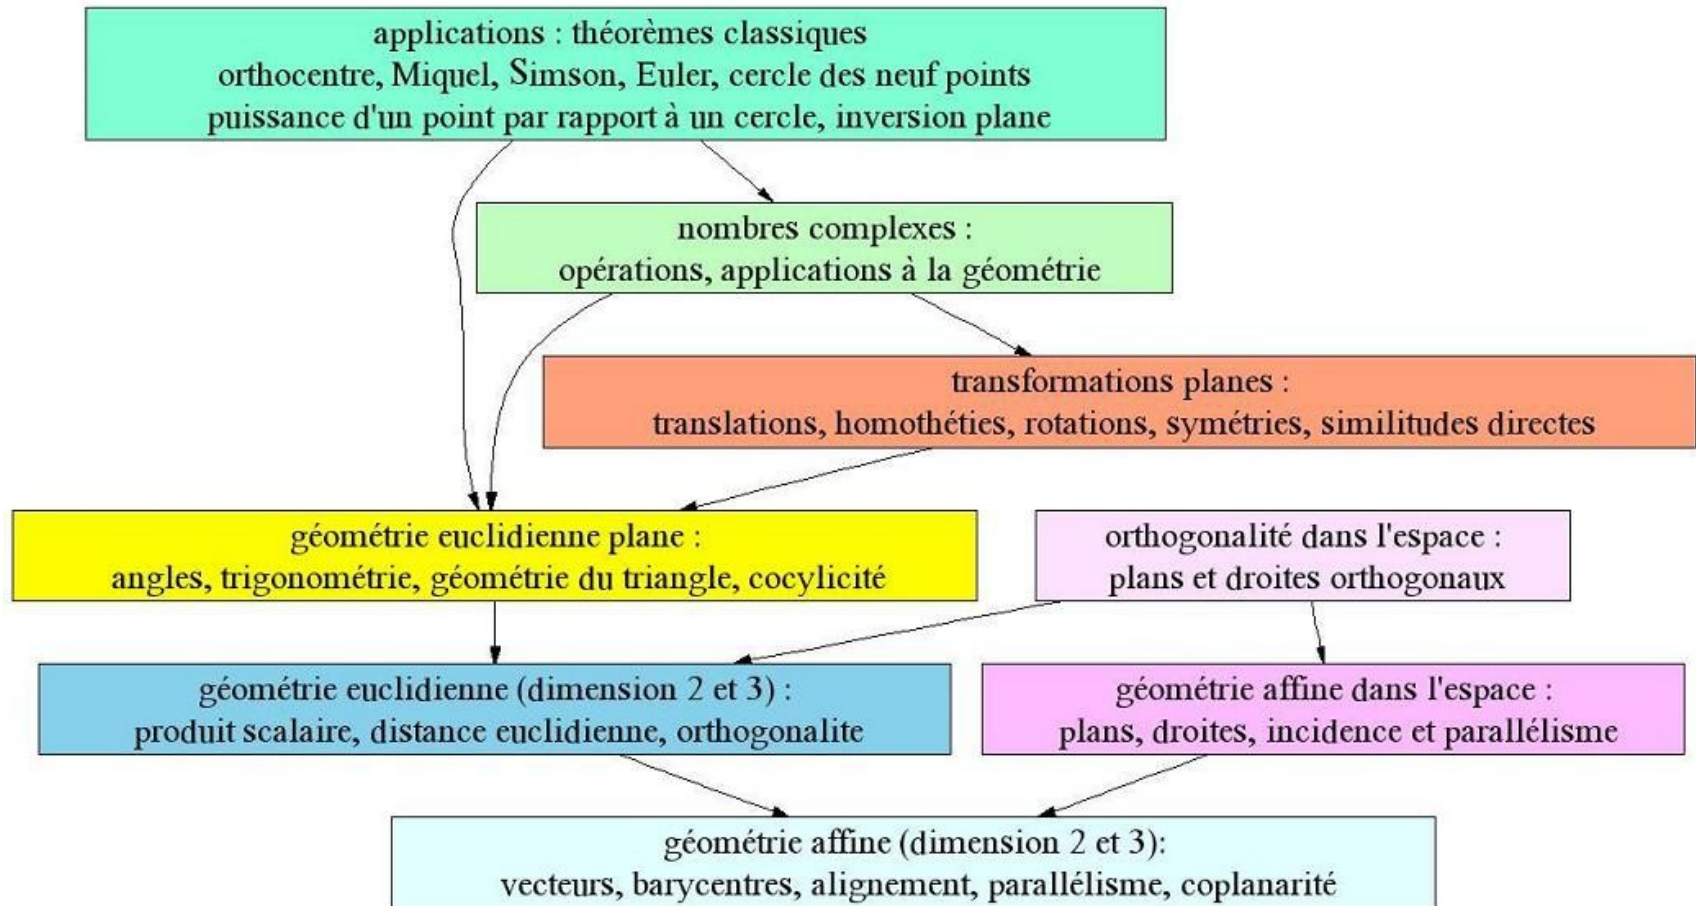 applications : théorèmes classiques
orthocentre, Miquel, Simson, Euler, cercle des neuf points
puissance d'un point par rapport à un cercle, inversion plane
nombres complexes :
opérations, applications à la géométrie
transformations planes :
translations, homothéties, rotations, symétries, similitudes directes
géométrie euclidienne plane :
angles, trigonométrie, géométrie du triangle, cocylicité
orthogonalité dans l'espace :
plans et droites orthogonaux
géométrie euclidienne (dimension 2 et 3) :
produit scalaire, distance euclidienne, orthogonalite
géométrie affine dans l'espace :
plans, droites, incidence et parallélisme
géométrie affine (dimension 2 et 3):
vecteurs, barycentres, alignement, parallélisme, coplanarité